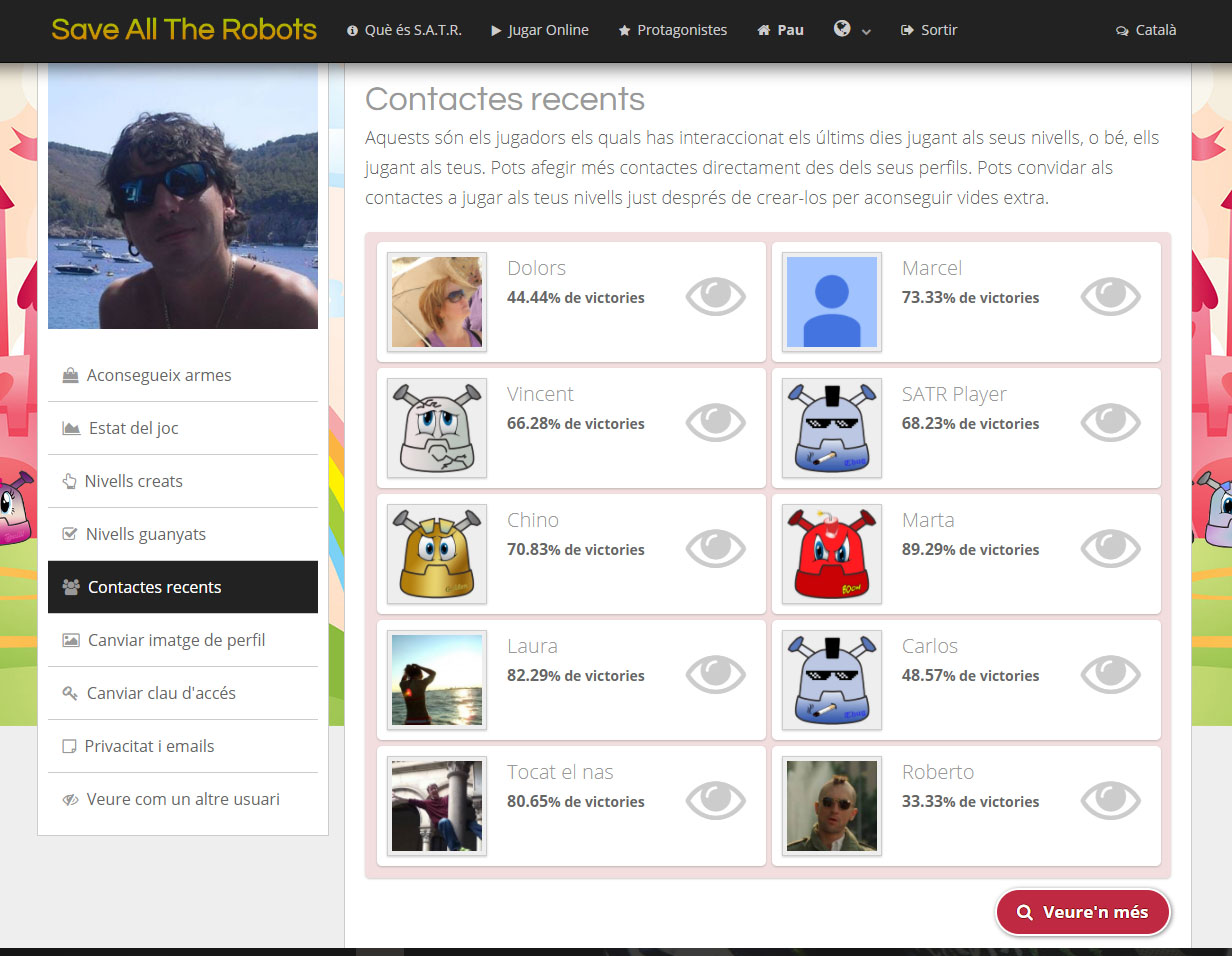 Save All The Robots
Què és S.A.T.R.
Jugar Online
Protagonistes
Pau
Sortir
Català
Aconsegueix armes
Estat del joc
Nivells creats
Nivells guanyats
Contactes recents
Canviar imatge de perfil
Canviar clau d'accés
Privacitat i emails
Veure com un altre usuari
Contactes recents
Aquests són els jugadors els quals has interaccionat els últims dies jugant als seus nivells, o bé, ells
jugant als teus. Pots afegir més contactes directament des dels seus perfils. Pots convidar als
contactes a jugar als teus nivells just després de crear-los per aconseguir vides extra.
Dolors
44.44% de victories
Marcel
73.33% de victories
Vincent
66.28% de victories
SATR Player
68.23% de victories
Thug
Chino
70.83% de victories
Golden
Marta
89.29% de victories
BOOM
Laura
82.29% de victories
Carlos
48.57% de victories
Thug
Tocat el nas
80.65% de victories
Roberto
33.33% de victories
Veure'n més